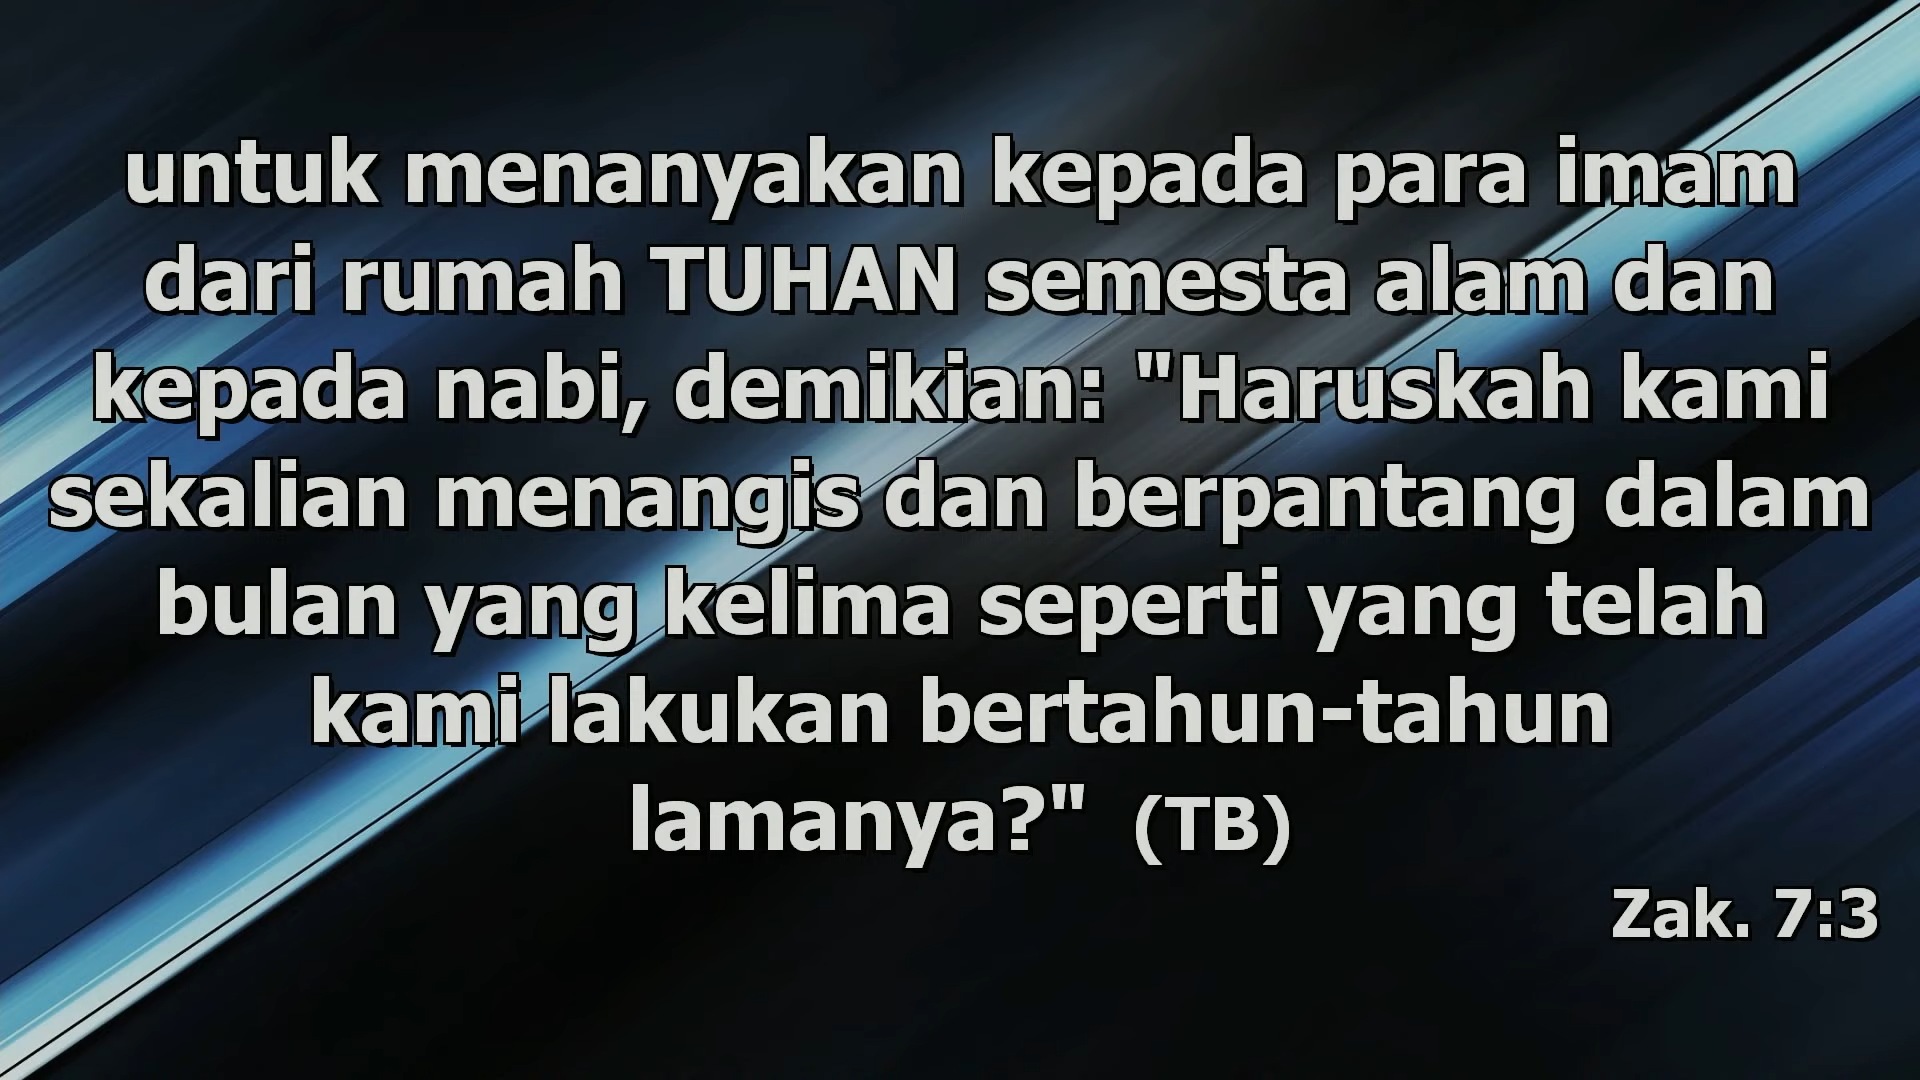 untuk menanyakan kepada para imam
dari rumah TUHAN semesta alam dan
kepada nabi, demikian: "Haruskah kami
sekalian menangis dan berpantang dalam
bulan yang kelima seperti yang telah
kami lakukan bertahun-tahun
lamanya?" (TB)
Zak. 7:3